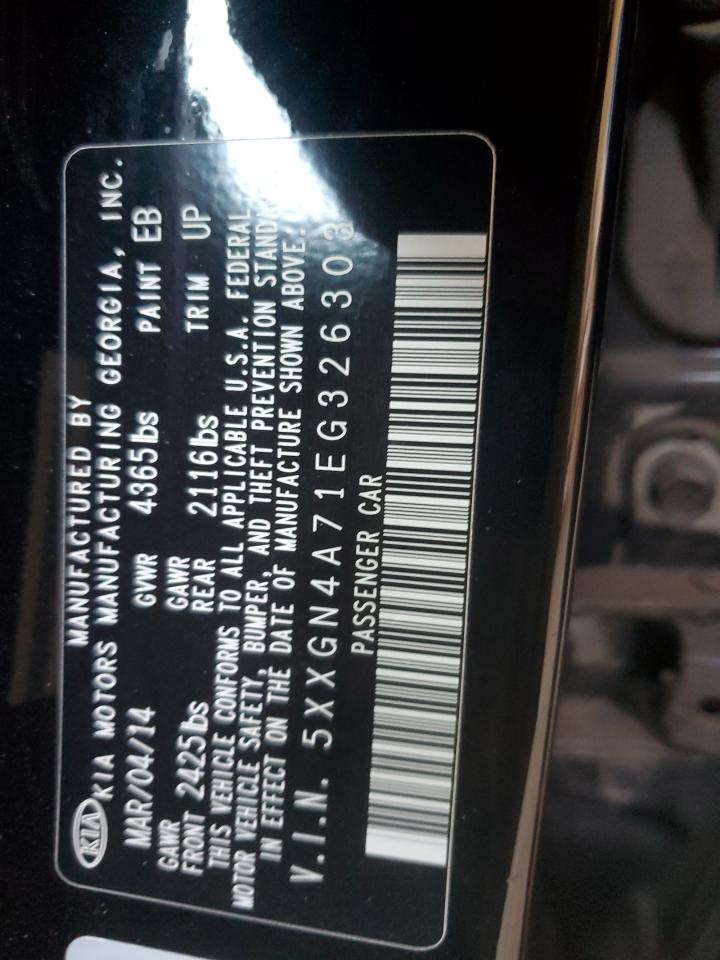 MANUFACTURED BY
KIA KIA MOTORS MANUFACTURING GEORGIA, INC.
MAR/04/14 GVWR 4365lbs PAINT EB
GAWR GAWR
FRONT 2425lbs REAR 2116lbs TRIM UP
THIS VEHICLE CONFORMS TO ALL APPLICABLE U.S.A. FEDERAL
MOTOR VEHICLE SAFETY, BUMPER, AND THEFT PREVENTION
IN EFFECT ON THE DATE OF MANUFACTURE SHOWN ABOVE.
V.I.N. 5XXGN4A71EG326303
PASSENGER CAR